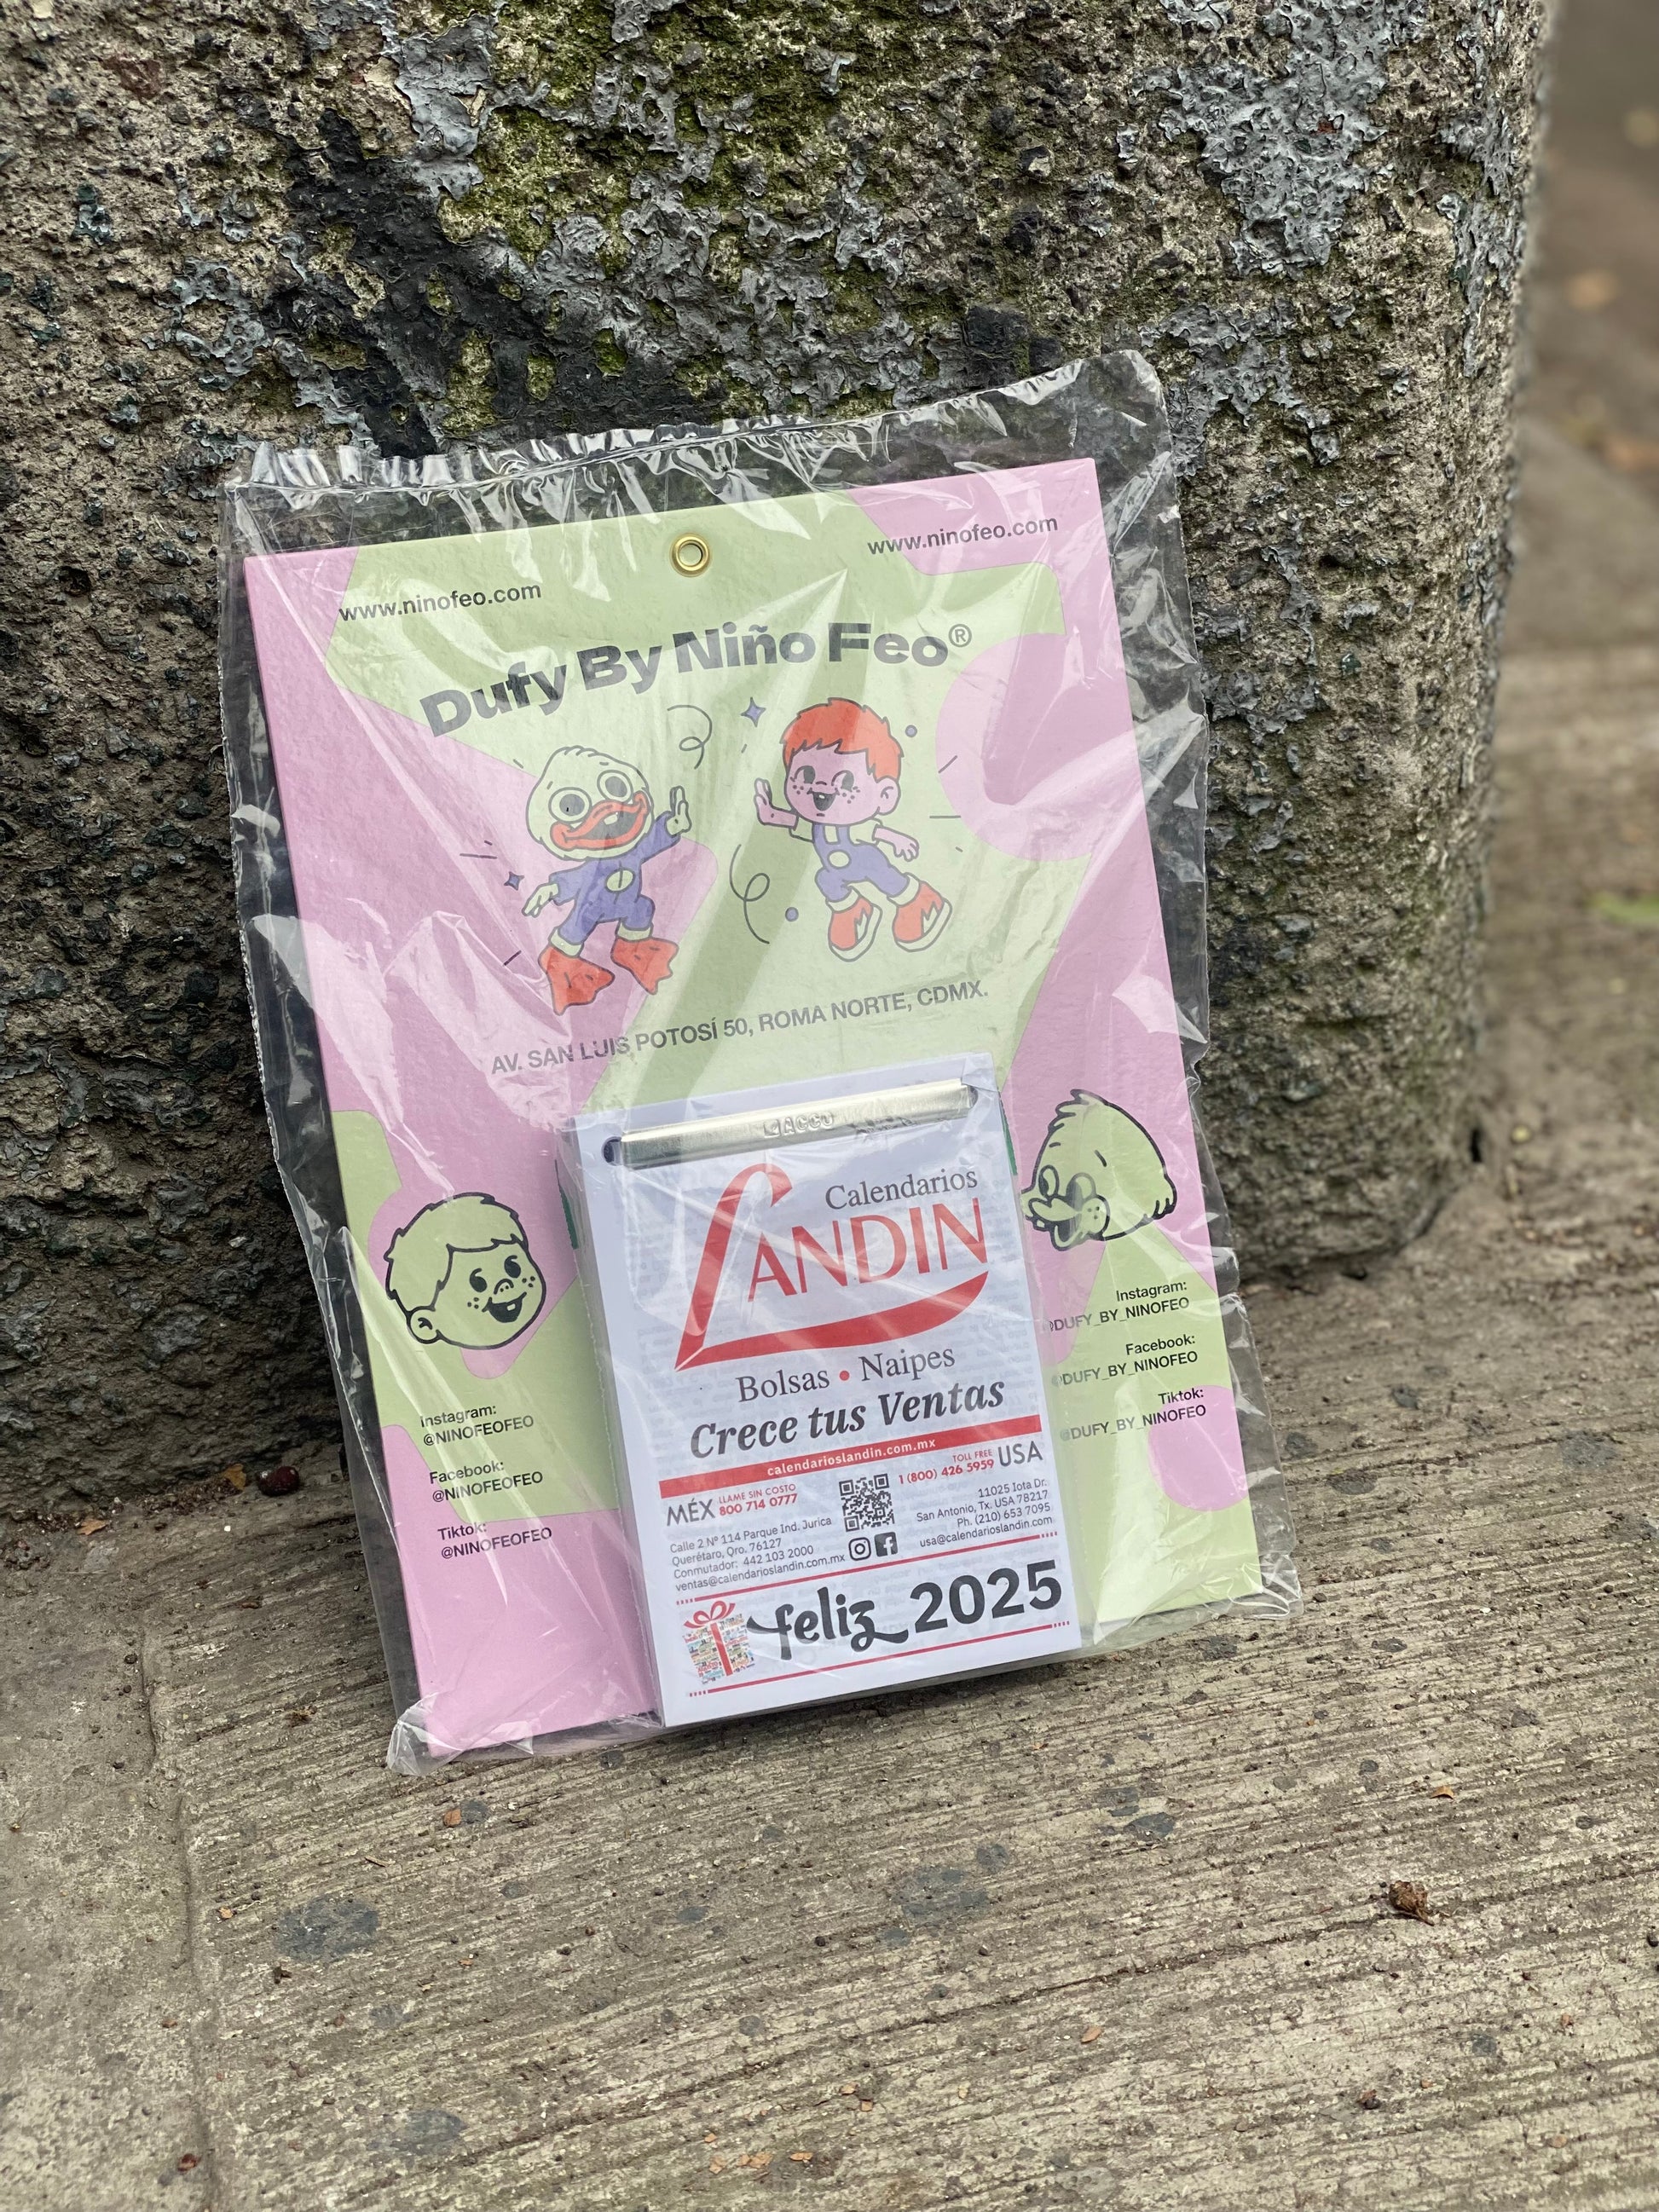 www.ninofeo.com
www.ninofeo.com
Dufy By Niño Feo®
AV. SAN LUIS POTOSÍ 50, ROMA NORTE, CDMX.
Instagram:
@NINOFEOFEO
Facebook:
@NINOFEOFEO
Tiktok:
@NINOFEOFEO
ACCO
Calendarios
LANDIN
Bolsas • Naipes
Crece tus Ventas
calendarioslandin.com.mx
MÉX LLAME SIN COSTO
800 714 0777
Calle 2 Nº 114 Parque Ind. Jurica
Querétaro, Qro. 76127
Conmutador: 442 103 2000
ventas@calendarioslandin.com.mx
TOLL FREE
1 (800) 426 5959 USA
11025 Iota Dr.
San Antonio, Tx. USA 78217
Ph. (210) 653 7095
usa@calendarioslandin.com
feliz 2025
Instagram:
@DUFY_BY_NINOFEO
Facebook:
@DUFY_BY_NINOFEO
Tiktok:
@DUFY_BY_NINOFEO